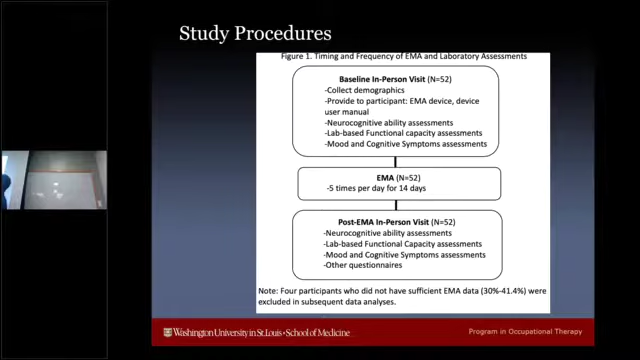 Study Procedures
Figure 1. Timing and Frequency of EMA and Laboratory Assessments
Baseline In-Person Visit (N=52)
-Collect demographics
-Provide to participant: EMA device, device
user manual
-Neurocognitive ability assessments
-Lab-based Functional capacity assessments
-Mood and Cognitive Symptoms assessments
EMA (N=52)
-5 times per day for 14 days
Post-EMA In-Person Visit (N=52)
-Neurocognitive ability assessments
-Lab-based Functional Capacity assessments
-Mood and Cognitive Symptoms assessments
-Other questionnaires
Note: Four participants who did not have sufficient EMA data (30%-41.4%) were
excluded in subsequent data analyses.
Washington University in St. Louis • School of Medicine
Program in Occupational Therapy